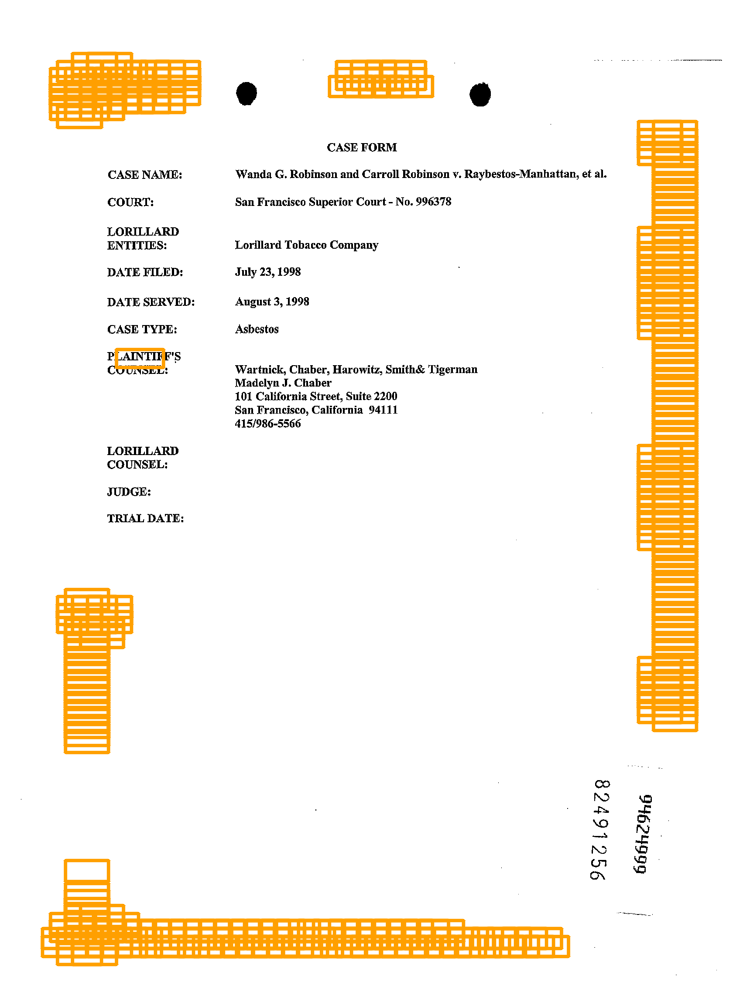 CASE FORM
CASE NAME: Wanda G. Robinson and Carroll Robinson v. Raybestos-Manhattan, et al.
COURT: San Francisco Superior Court - No. 996378
LORILLARD
ENTITIES: Lorillard Tobacco Company
DATE FILED: July 23, 1998
DATE SERVED: August 3, 1998
CASE TYPE: Asbestos
PLAINTIFF'S
COUNSEL: Wartnick, Chaber, Harowitz, Smith& Tigerman
Madelyn J. Chaber
101 California Street, Suite 2200
San Francisco, California 94111
415/986-5566
LORILLARD
COUNSEL:
JUDGE:
TRIAL DATE:
82491256
94624999